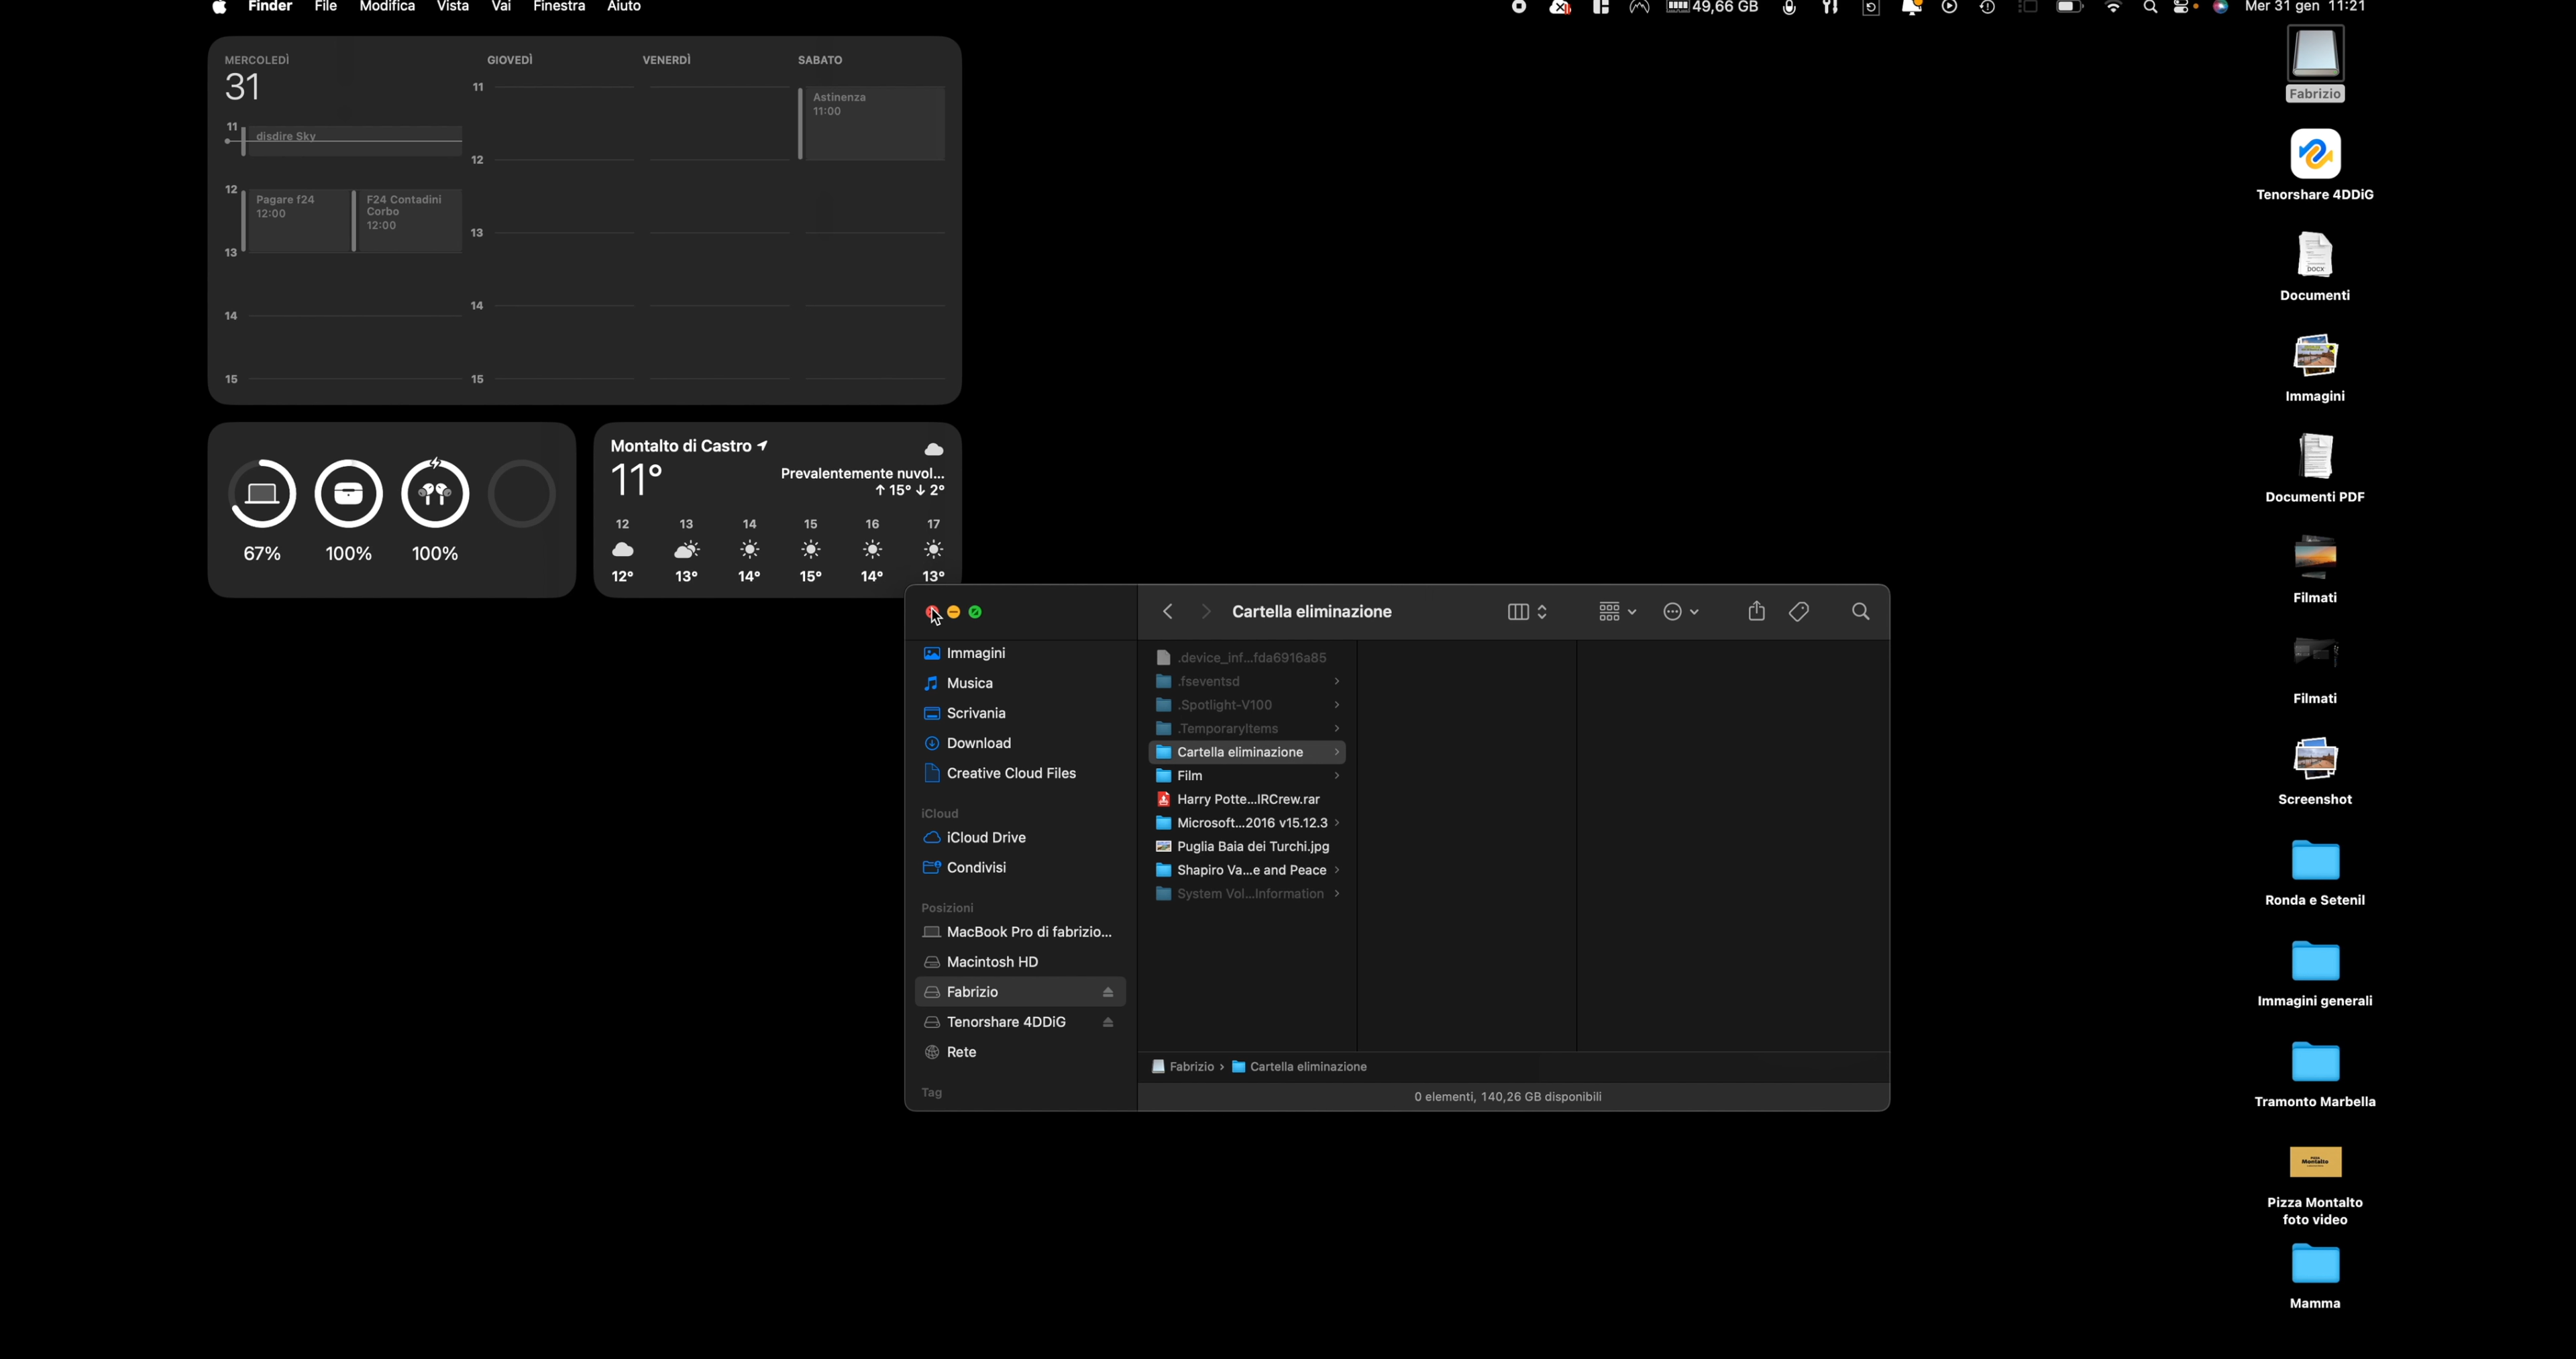 Finder File Modifica Vista Vai Finestra Aiuto
49,66 GB
Mer 31 gen 11:21
MERCOLEDÌ
31
GIOVEDÌ
VENERDÌ
SABATO
11
disdire Sky
12
Pagare f24
12:00
F24 Contadini
Corbo
12:00
13
14
15
11
12
13
14
15
Astinenza
11:00
67% 100% 100%
Montalto di Castro
11°
Prevalentemente nuvol...
↑ 15° ↓ 2°
12 13 14 15 16 17
12° 13° 14° 15° 14° 13°
Cartella eliminazione
Immagini
Musica
Scrivania
Download
Creative Cloud Files
iCloud
iCloud Drive
Condivisi
Posizioni
MacBook Pro di fabrizio...
Macintosh HD
Fabrizio
Tenorshare 4DDiG
Rete
Tag
.device_inf...fda6916a85
.fseventsd
.Spotlight-V100
.TemporaryItems
Cartella eliminazione
Film
Harry Potte...IRCrew.rar
Microsoft...2016 v15.12.3
Puglia Baia dei Turchi.jpg
Shapiro Va...e and Peace
System Vol...Information
Fabrizio › Cartella eliminazione
0 elementi, 140,26 GB disponibili
Fabrizio
Tenorshare 4DDiG
DOCX
Documenti
Immagini
Documenti PDF
Filmati
Filmati
Screenshot
Ronda e Setenil
Immagini generali
Tramonto Marbella
Montalto
Pizza Montalto
foto video
Mamma